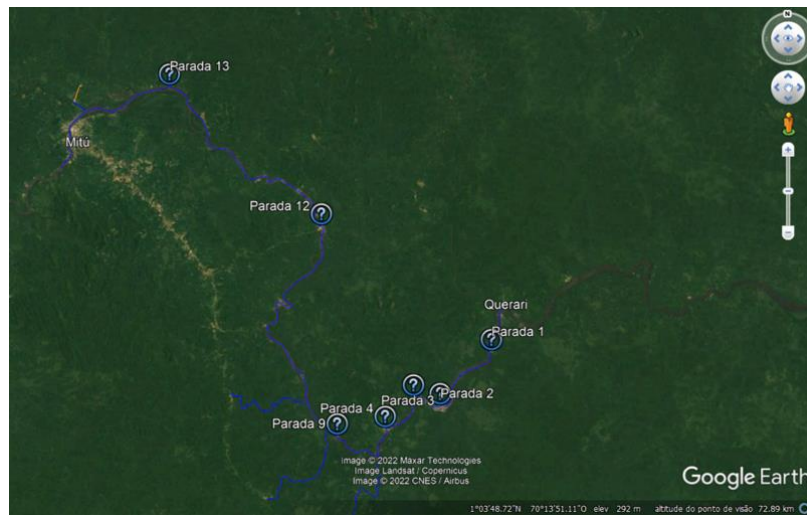 N
Parada 13
Mitú
Parada 12
Querari
Parada 1
Parada 2
Parada 3
Parada 4
Parada 9
Image © 2022 Maxar Technologies
Image Landsat / Copernicus
Image © 2022 CNES / Airbus
Google Earth
1°03'48.72"N 70°13'51.11"O elev 292 m altitude do ponto de visão 72.89 km